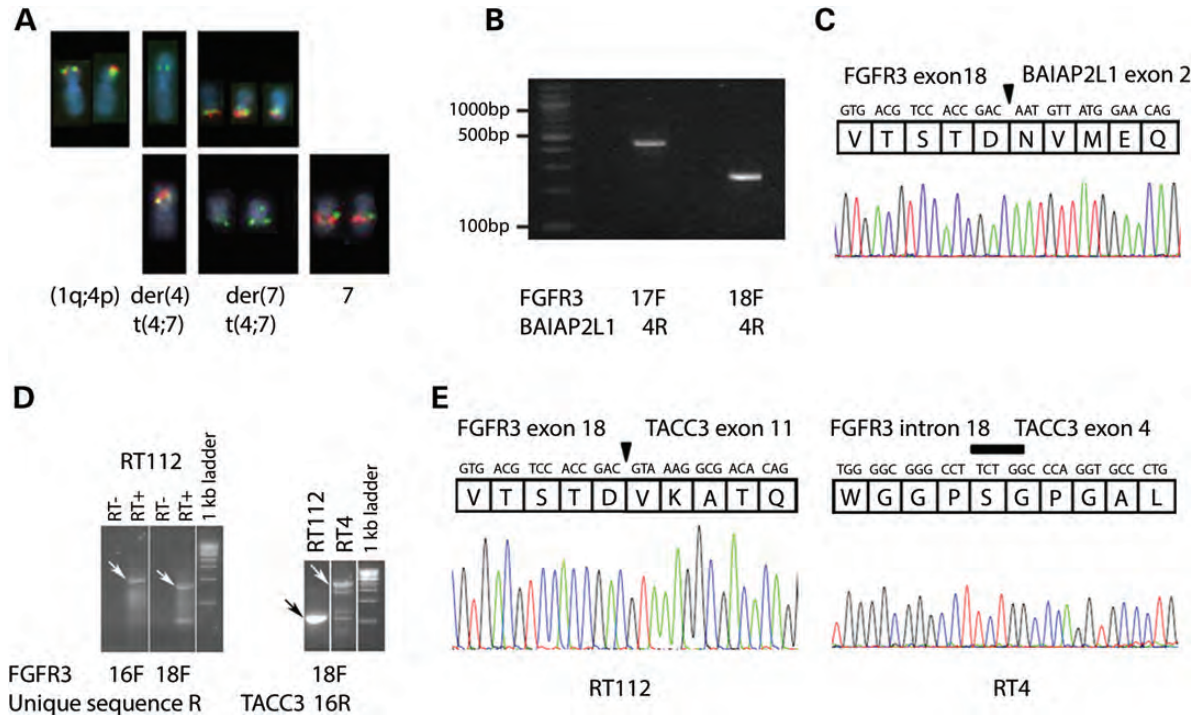 A
(1q;4p) der(4) der(7) 7
t(4;7) t(4;7)
B
1000bp
500bp
100bp
FGFR3 17F 18F
BAIAP2L1 4R 4R
C
FGFR3 exon18 BAIAP2L1 exon 2
GTG ACG TCC ACC GAC AAT GTT ATG GAA CAG
V T S T D N V M E Q
D
RT112
RT- RT+ RT- RT+ 1 kb ladder
RT112 RT4 1 kb ladder
FGFR3 16F 18F 18F
Unique sequence R TACC3 16R
E
FGFR3 exon 18 TACC3 exon 11
GTG ACG TCC ACC GAC GTA AAG GCG ACA CAG
V T S T D V K A T Q
RT112
FGFR3 intron 18 TACC3 exon 4
TGG GGC GGG CCT TCT GGC CCA GGT GCC CTG
W G G P S G P G A L
RT4